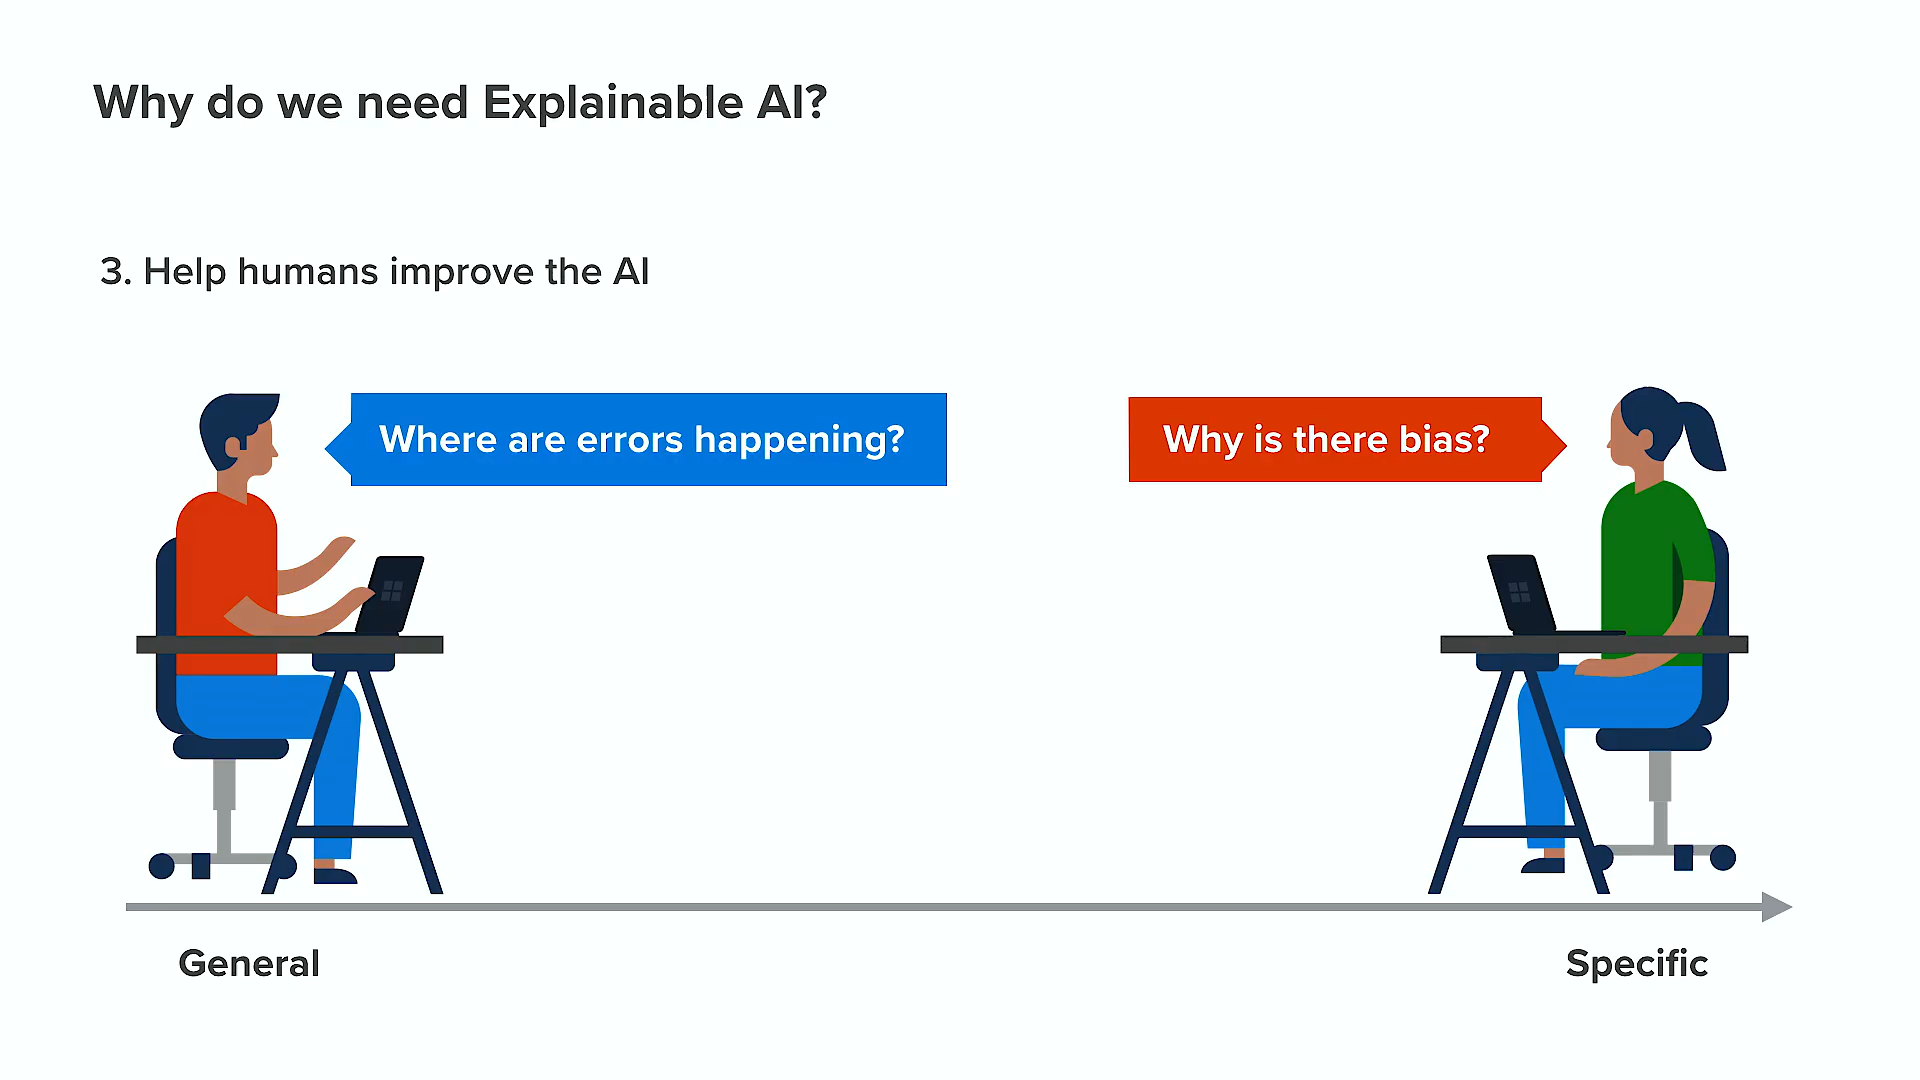 Why do we need Explainable AI?
3. Help humans improve the AI
Where are errors happening?
Why is there bias?
General
Specific